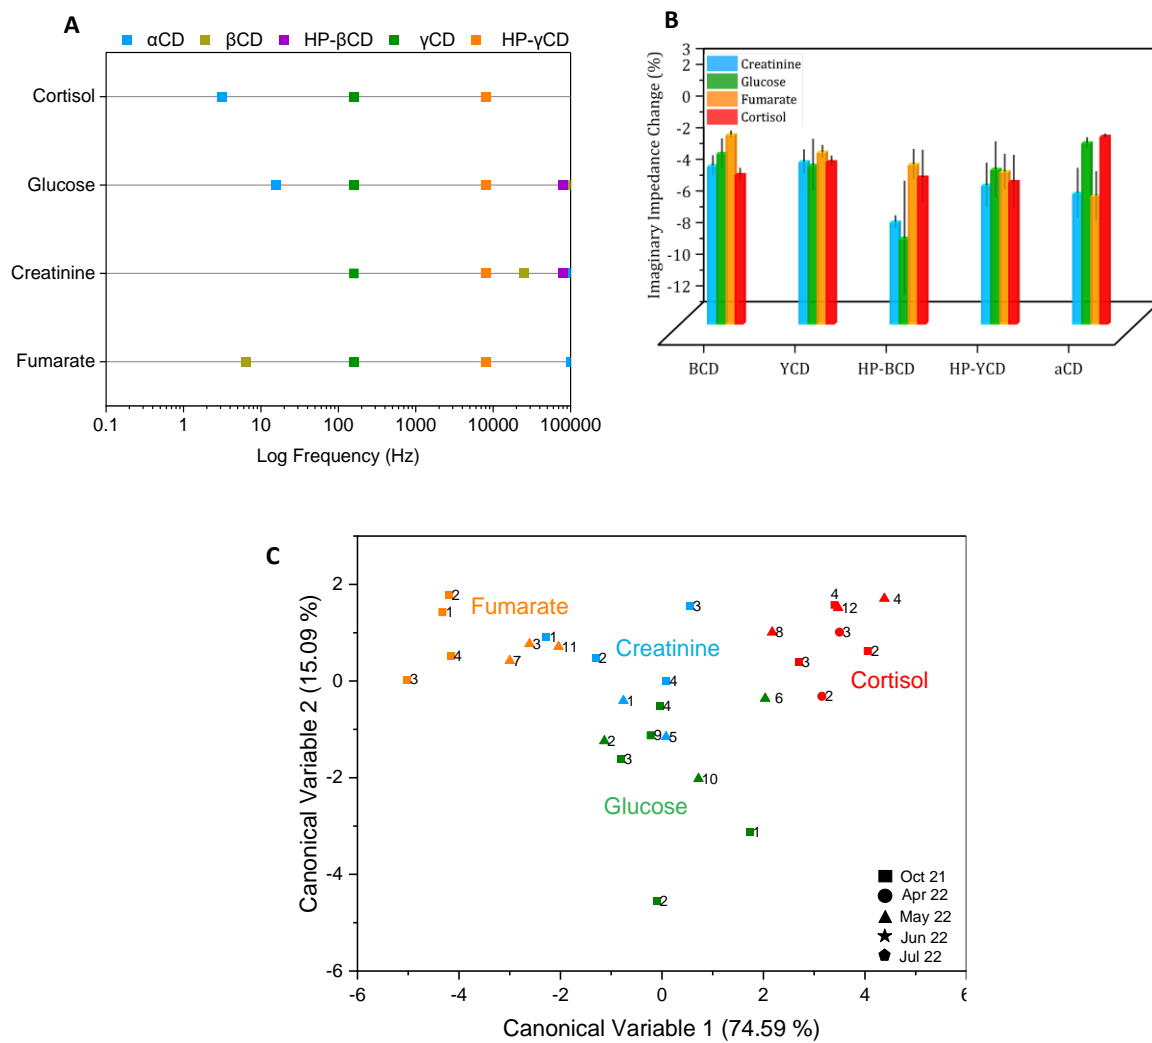 A
αCD βCD HP-βCD γCD HP-γCD
Cortisol
Glucose
Creatinine
Fumarate
0.1 1 10 100 1000 10000 100000
Log Frequency (Hz)
B
Imaginary Impedance Change (%)
3
2
0
-2
-4
-6
-8
-10
-12
Creatinine
Glucose
Fumarate
Cortisol
BCD YCD HP-BCD HP-YCD aCD
C
Canonical Variable 2 (15.09 %)
2
0
-2
-4
-6
Fumarate
Creatinine
Cortisol
Glucose
2
1
4
3
3
7
11
1
2
3
4
1
5
4
9
2
3
6
10
1
2
4
12
4
8
3
3
2
2
Oct 21
Apr 22
May 22
Jun 22
Jul 22
-6 -4 -2 0 2 4 6
Canonical Variable 1 (74.59 %)